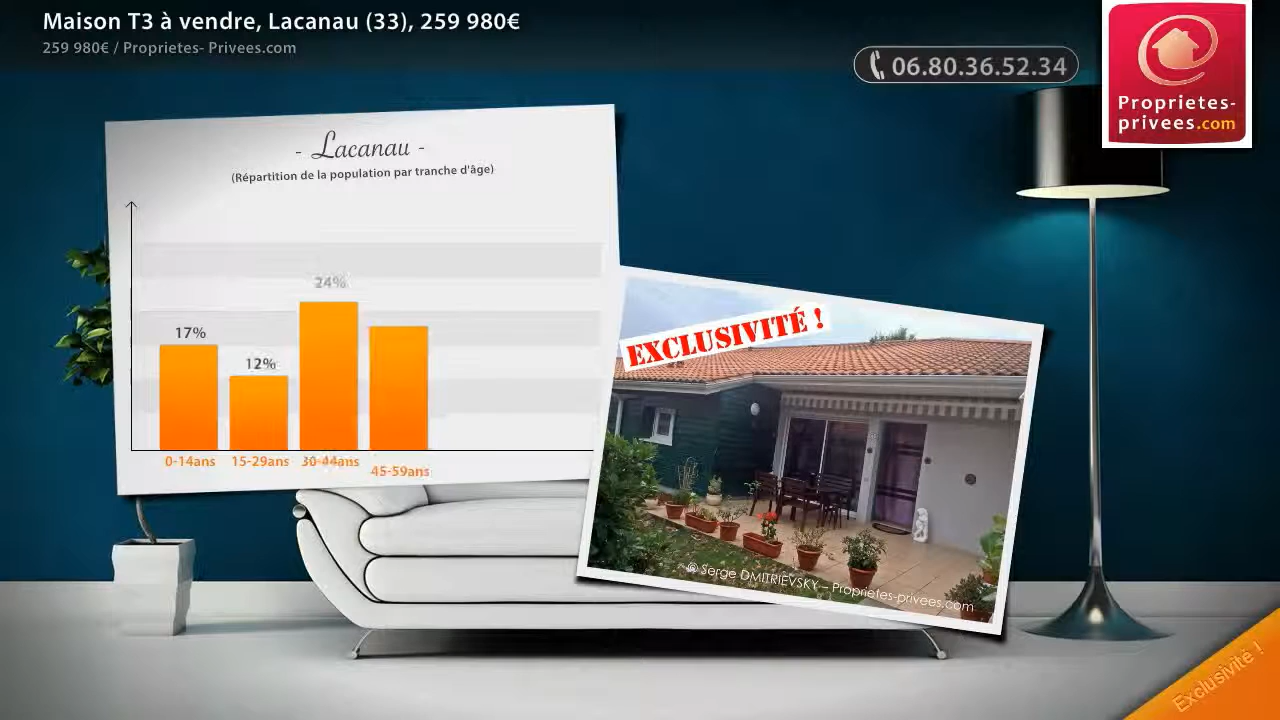 Maison T3 à vendre, Lacanau (33), 259 980€
259 980€ / Proprietes- Privees.com
06.80.36.52.34
Proprietes-
privees.com
- Lacanau -
(Répartition de la population par tranche d'âge)
24%
17%
12%
0-14ans 15-29ans 30-44ans 45-59ans
EXCLUSIVITÉ !
@ Serge DMITRIEVSKY – Proprietes-privees.com
Exclusivité !